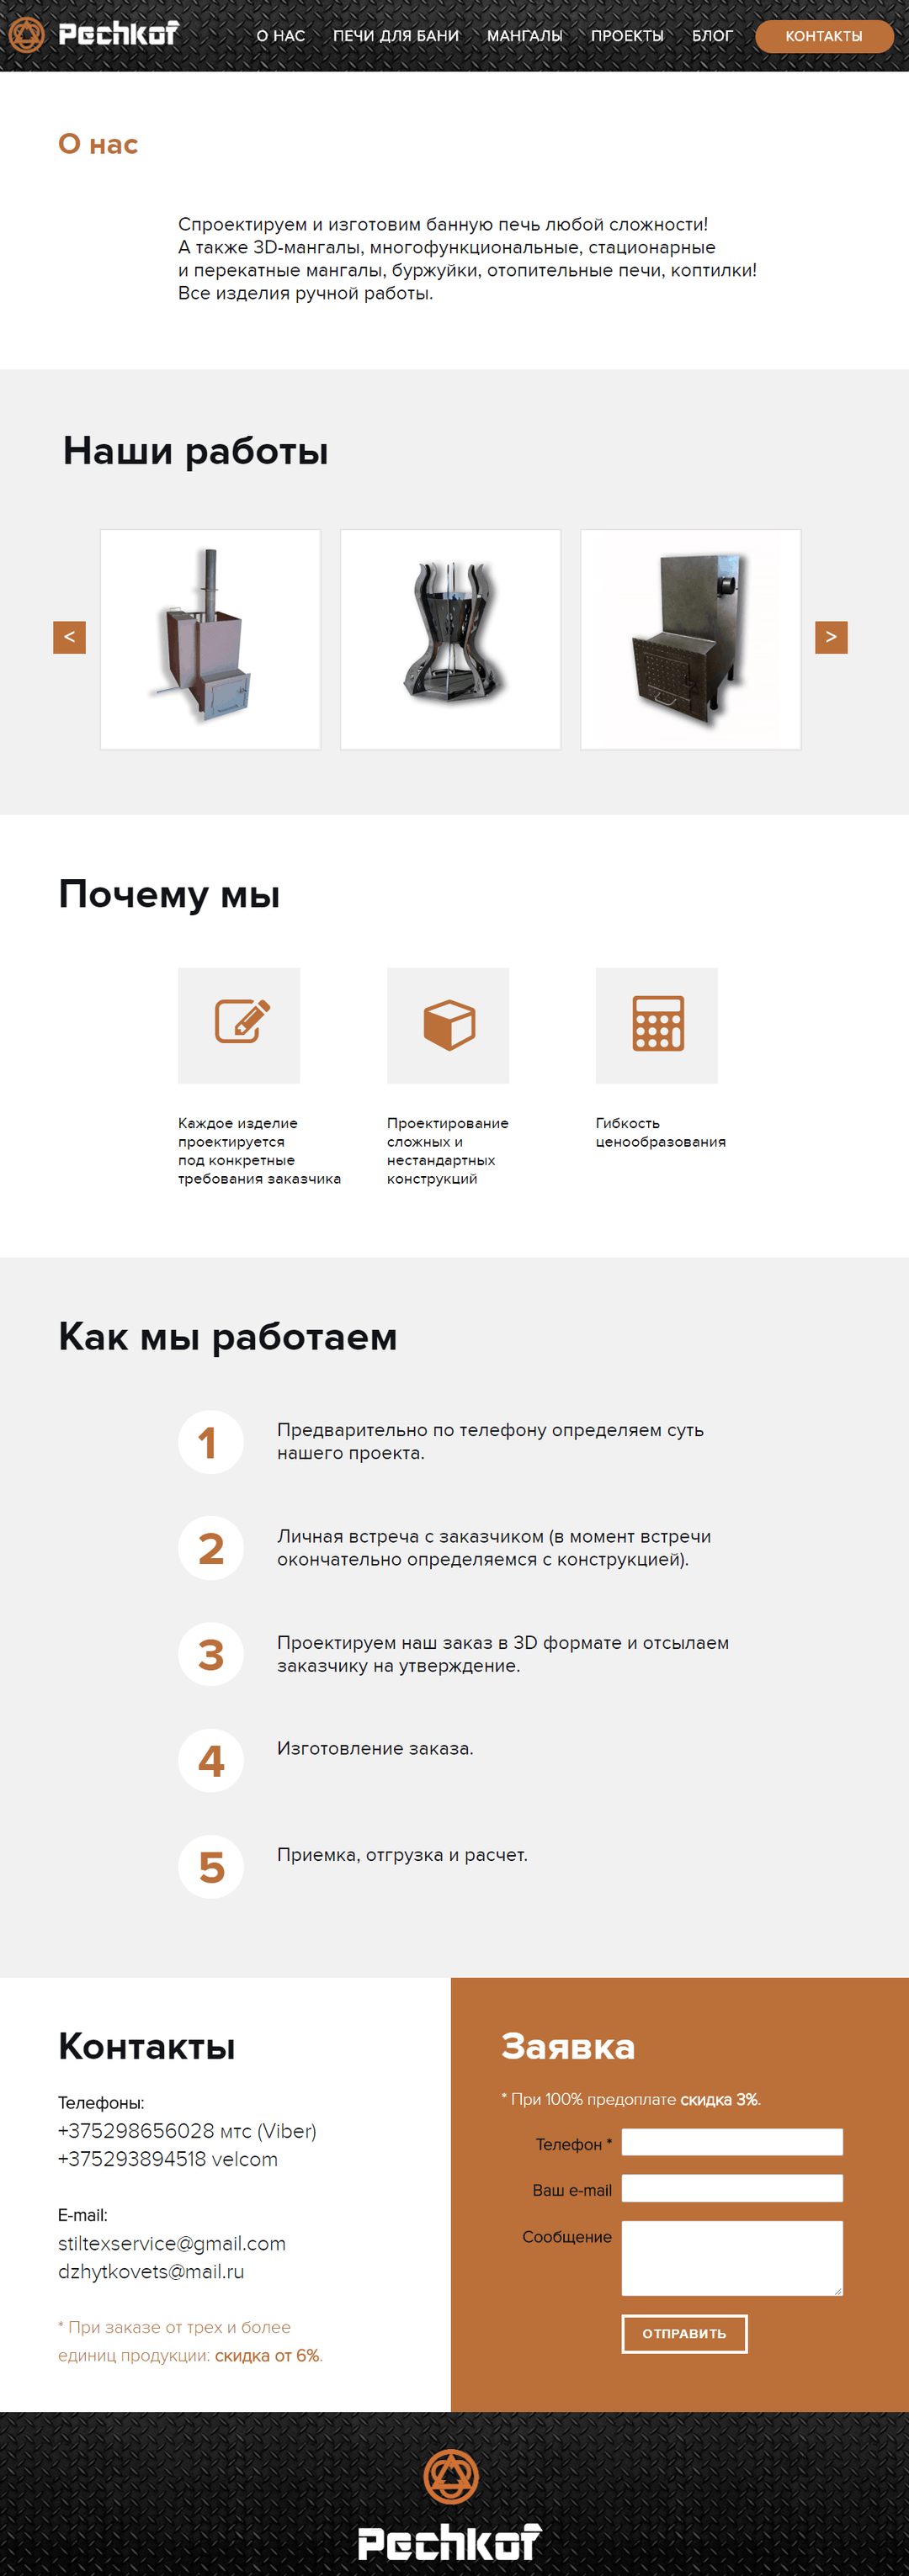 Pechkof
О НАС
ПЕЧИ ДЛЯ БАНИ
МАНГАЛЫ
ПРОЕКТЫ
БЛОГ
КОНТАКТЫ
О нас
Спроектируем и изготовим банную печь любой сложности!
А также 3D-мангалы, многофункциональные, стационарные
и перекатные мангалы, буржуйки, отопительные печи, коптилки!
Все изделия ручной работы.
Наши работы
<
>
Почему мы
Каждое изделие
проектируется
под конкретные
требования заказчика
Проектирование
сложных и
нестандартных
конструкций
Гибкость
ценообразования
Как мы работаем
1
Предварительно по телефону определяем суть
нашего проекта.
2
Личная встреча с заказчиком (в момент встречи
окончательно определяемся с конструкцией).
3
Проектируем наш заказ в 3D формате и отсылаем
заказчику на утверждение.
4
Изготовление заказа.
5
Приемка, отгрузка и расчет.
Контакты
Телефоны:
+375298656028 мтс (Viber)
+375293894518 velcom
E-mail:
stiltexservice@gmail.com
dzhytkovets@mail.ru
* При заказе от трех и более
единиц продукции: скидка от 6%.
Заявка
* При 100% предоплате скидка 3%.
Телефон *
Ваш e-mail
Сообщение
ОТПРАВИТЬ
Pechkof